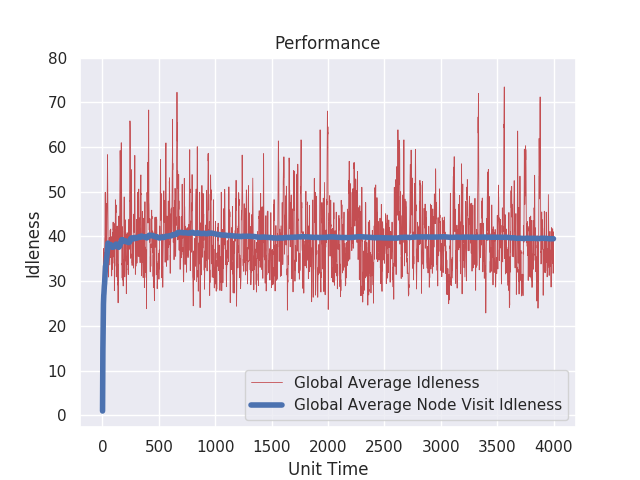 Performance
Idleness
80
70
60
50
40
30
20
10
0
Global Average Idleness
Global Average Node Visit Idleness
0 500 1000 1500 2000 2500 3000 3500 4000
Unit Time